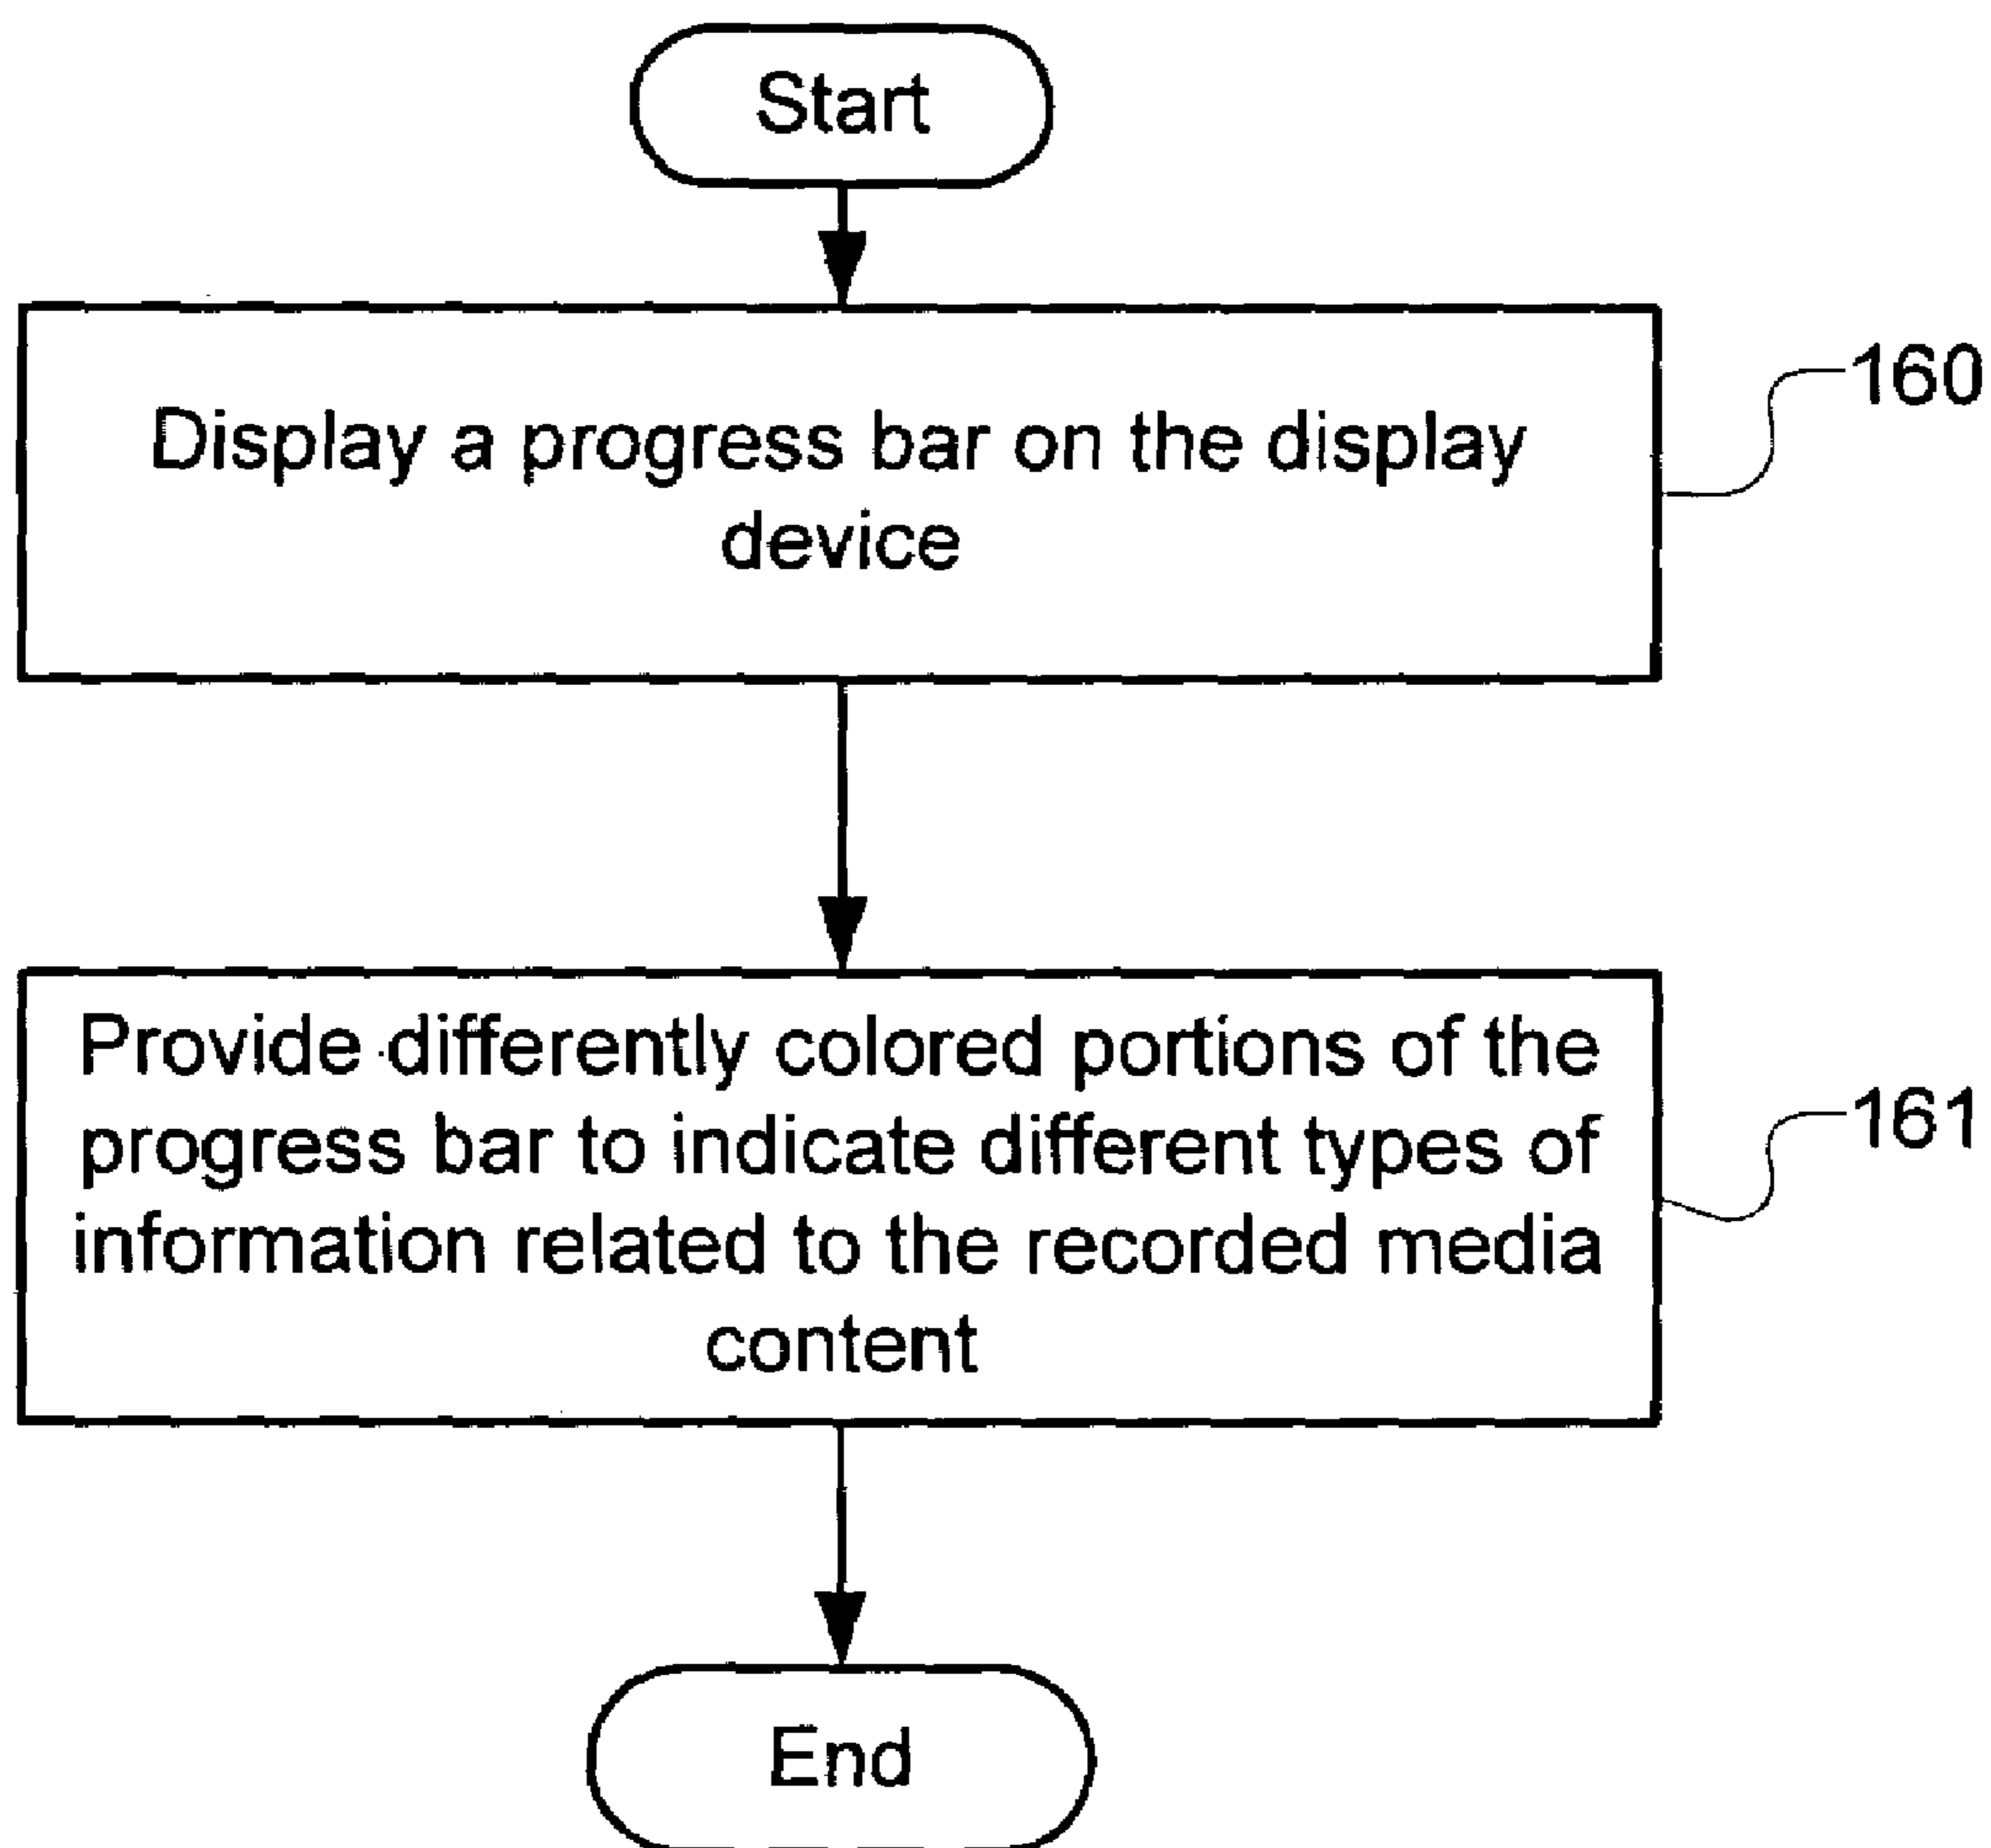 Start
Display a progress bar on the display
device
160
Provide differently colored portions of the
progress bar to indicate different types of
information related to the recorded media
content
161
End